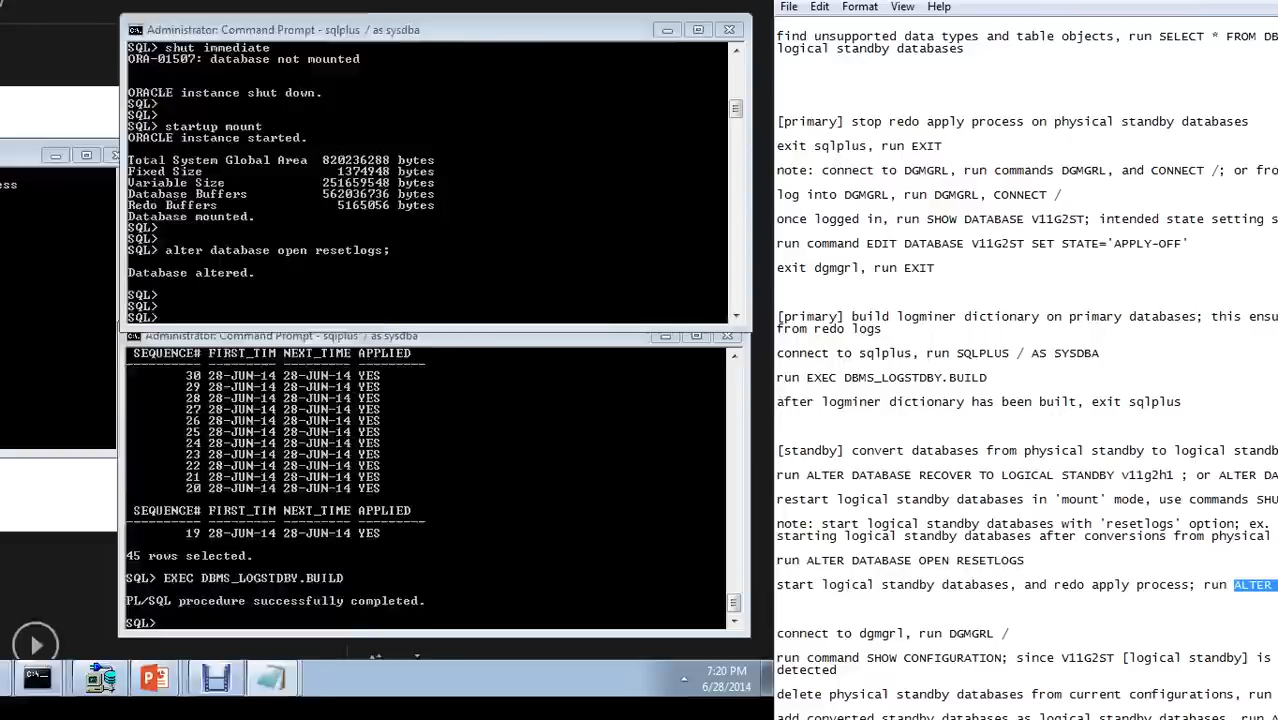 Administrator: Command Prompt - sqlplus / as sysdba
SQL> shut immediate
ORA-01507: database not mounted
ORACLE instance shut down.
SQL>
SQL>
SQL> startup mount
ORACLE instance started.
Total System Global Area 820236288 bytes
Fixed Size 1374948 bytes
Variable Size 251659548 bytes
Database Buffers 562036736 bytes
Redo Buffers 5165056 bytes
Database mounted.
SQL>
SQL>
SQL> alter database open resetlogs;
Database altered.
SQL>
SQL>
SQL>
Administrator: Command Prompt - sqlplus" / as sysdba
SEQUENCE# FIRST_TIM NEXT_TIME APPLIED
30 28-JUN-14 28-JUN-14 YES
29 28-JUN-14 28-JUN-14 YES
28 28-JUN-14 28-JUN-14 YES
27 28-JUN-14 28-JUN-14 YES
26 28-JUN-14 28-JUN-14 YES
25 28-JUN-14 28-JUN-14 YES
24 28-JUN-14 28-JUN-14 YES
23 28-JUN-14 28-JUN-14 YES
22 28-JUN-14 28-JUN-14 YES
21 28-JUN-14 28-JUN-14 YES
20 28-JUN-14 28-JUN-14 YES
SEQUENCE# FIRST_TIM NEXT_TIME APPLIED
19 28-JUN-14 28-JUN-14 YES
45 rows selected.
SQL> EXEC DBMS_LOGSTDBY.BUILD
PL/SQL procedure successfully completed.
SQL>
7:20 PM
6/28/2014
File Edit Format View Help
find unsupported data types and table objects, run SELECT * FROM DB
logical standby databases
[primary] stop redo apply process on physical standby databases
exit sqlplus, run EXIT
note: connect to DGMGRL, run commands DGMGRL, and CONNECT /; or fro
log into DGMGRL, run DGMGRL, CONNECT /
once logged in, run SHOW DATABASE V11G2ST; intended state setting s
run command EDIT DATABASE V11G2ST SET STATE='APPLY-OFF'
exit dgmgrl, run EXIT
[primary] build logminer dictionary on primary databases; this ensu
from redo logs
connect to sqlplus, run SQLPLUS / AS SYSDBA
run EXEC DBMS_LOGSTDBY.BUILD
after logminer dictionary has been built, exit sqlplus
[standby] convert databases from physical standby to logical standb
run ALTER DATABASE RECOVER TO LOGICAL STANDBY v11g2h1 ; or ALTER DA
restart logical standby databases in 'mount' mode, use commands SHU
note: start logical standby databases with 'resetlogs' option; ex.
starting logical standby databases after conversions from physical
run ALTER DATABASE OPEN RESETLOGS
start logical standby databases, and redo apply process; run ALTER
connect to dgmgrl, run DGMGRL /
run command SHOW CONFIGURATION; since V11G2ST [logical standby] is
detected
delete physical standby databases from current configurations, run
add converted standby databases as logical standby databases, run A